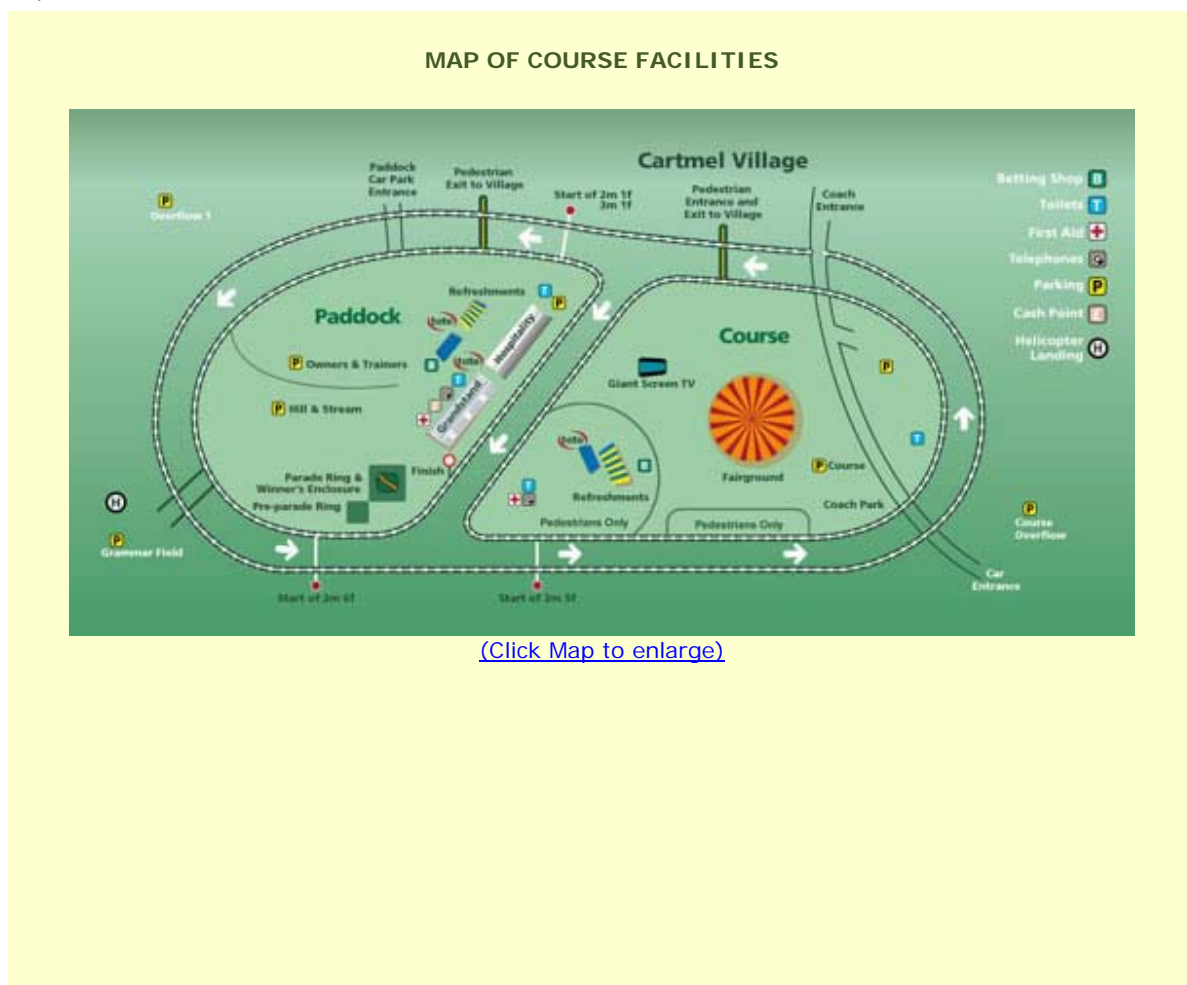 MAP OF COURSE FACILITIES
Cartmel Village
Paddock
Car Park
Entrance
Pedestrian
Exit to Village
Start of 2m 1f
3m 1f
Pedestrian
Entrance and
Exit to Village
Coach
Entrance
Betting Shop B
Toilets T
First Aid
Telephones
Parking P
Cash Point £
Helicopter
Landing H
P
Overflow 1
Refreshments
T
P
Paddock
tote
Hospitality
Course
P Owners & Trainers
B
tote
T
Giant Screen TV
P
Grandstand
P Hill & Stream
tote
T
Finish
B
P Course
Parade Ring &
Winner's Enclosure
Fairground
T
Refreshments
Pre-parade Ring
H
Coach Park
P
Course
Overflow
Pedestrians Only
Pedestrians Only
P
Grammar Field
Car
Entrance
Start of 2m 6f
Start of 2m 5f
(Click Map to enlarge)